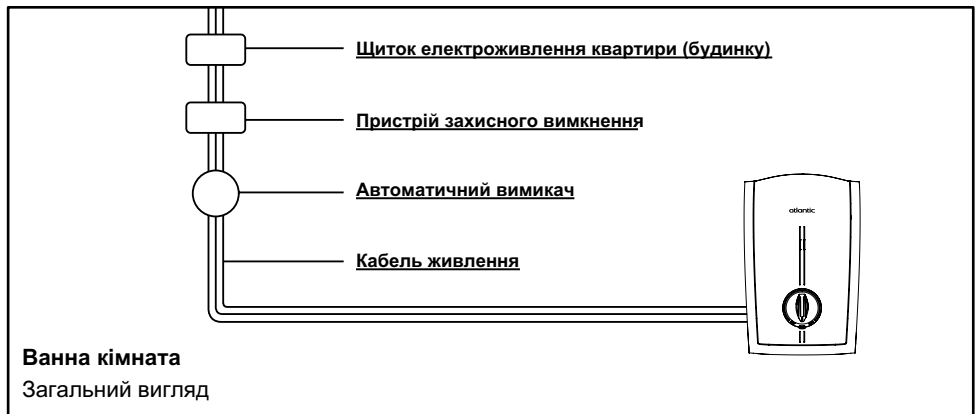 Щиток електроживлення квартири (будинку)
Пристрій захисного вимкнення
Автоматичний вимикач
atlantic
Кабель живлення
Ванна кімната
Загальний вигляд